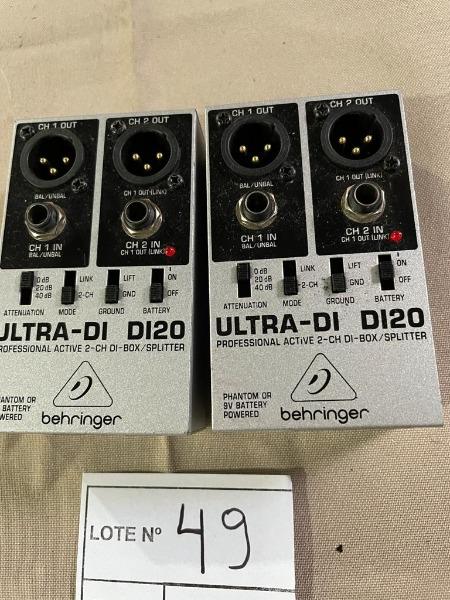 CH 1 OUT
CH 2 OUT
BAL/UNBAL
CH 1 OUT (LINK)
CH 1 IN
BAL/UNBAL
CH 2 IN
CH 1 OUT (LINK)
0 dB
20 dB
40 dB
LINK
2-CH
LIFT
GND
ON
OFF
ATTENUATION
MODE
GROUND
BATTERY
ULTRA-DI DI20
PROFESSIONAL ACTIVE 2-CH DI-BOX/SPLITTER
HANTOM OR
BATTERY
POWERED
behringer
CH 1 OUT
CH 2 OUT
BAL/UNBAL
CH 1 OUT (LINK)
CH 1 IN
BAL/UNBAL
CH 2 IN
CH 1 OUT (LINK)
0 dB
20 dB
40 dB
LINK
2-CH
LIFT
GND
ON
OFF
ATTENUATION
MODE
GROUND
BATTERY
ULTRA-DI DI20
PROFESSIONAL ACTIVE 2-CH DI-BOX/SPLITTER
PHANTOM OR
9V BATTERY
POWERED
behringer
LOTE Nº 49